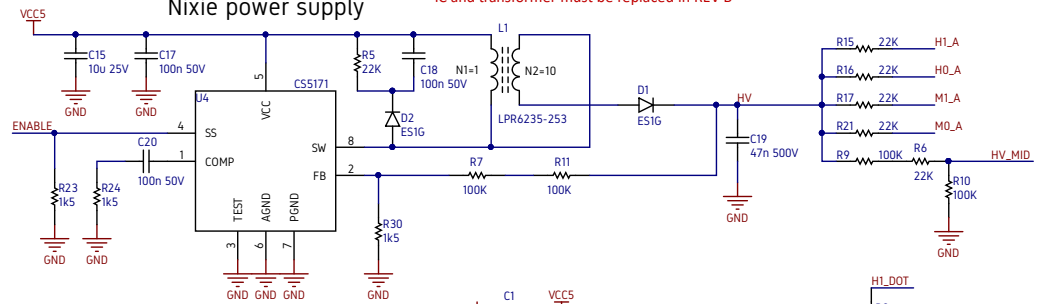 Nixie power supply
IC and transformer must be replaced in REV B
VCC5
C15
10u 25V
GND
C17
100n 50V
GND
R5
22K
C18
100n 50V
L1
N1=1
N2=10
LPR6235-253
D2
ES1G
U4
CS5171
5
VCC
ENABLE
4
SS
1
COMP
C20
100n 50V
R23
1k5
GND
R24
1k5
GND
SW
8
FB
2
TEST
AGND
PGND
3
6
7
GND
GND
GND
R30
1k5
GND
R7
100K
R11
100K
D1
ES1G
HV
C19
47n 500V
GND
R15
22K
H1_A
R16
22K
H0_A
R17
22K
M1_A
R21
22K
M0_A
R9
100K
R6
22K
HV_MID
R10
100K
GND
C1
VCC5
H1_DOT